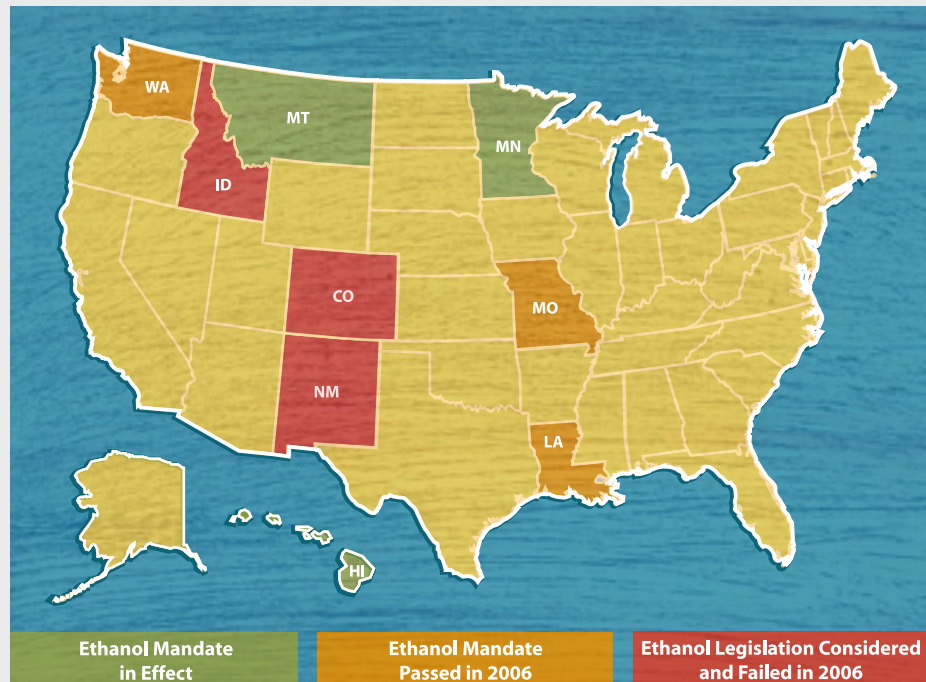 WA
MT
MN
ID
CO
MO
NM
LA
HI
Ethanol Mandate
in Effect
Ethanol Mandate
Passed in 2006
Ethanol Legislation Considered
and Failed in 2006